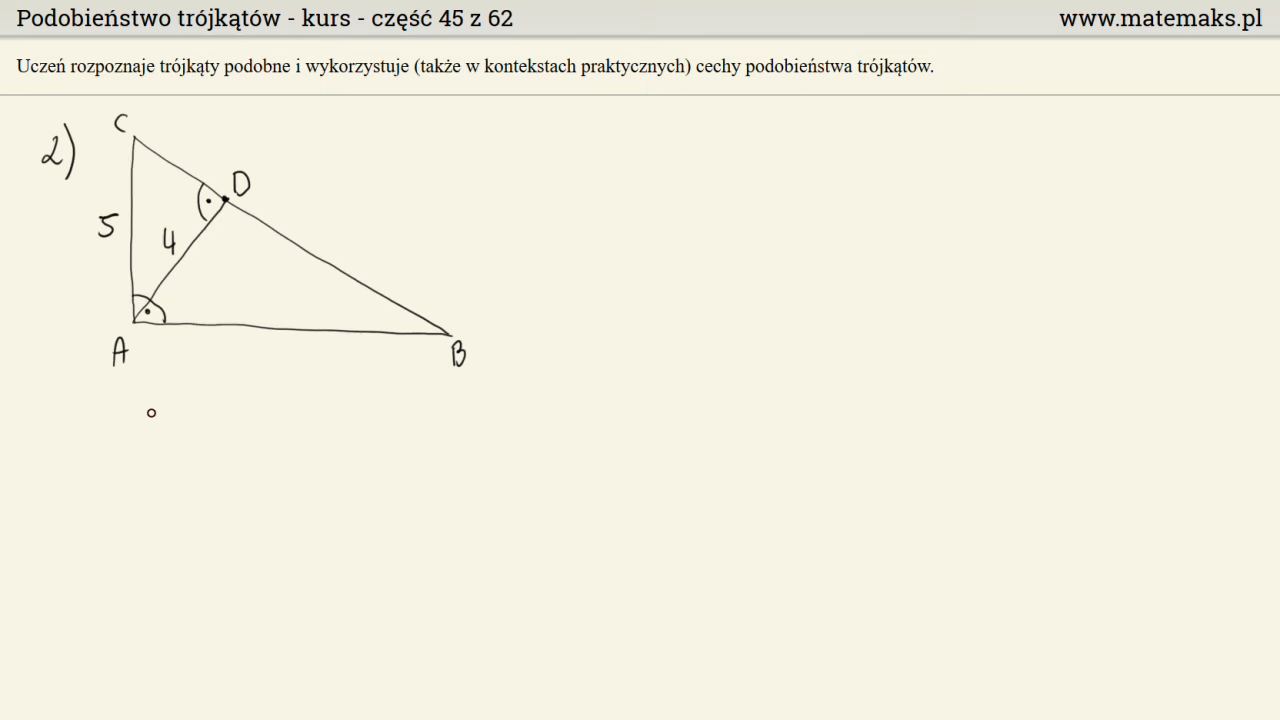 Podobieństwo trójkątów - kurs - część 45 z 62
www.matemaks.pl
Uczeń rozpoznaje trójkąty podobne i wykorzystuje (także w kontekstach praktycznych) cechy podobieństwa trójkątów.
2)
C
D
5
4
A
B